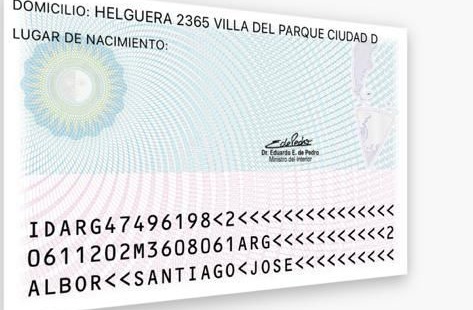 DOMICILIO: HELGUERA 2365 VILLA DEL PARQUE CIUDAD D
LUGAR DE NACIMIENTO:
Dr. Eduardo E. de Pedro
Ministro del Interior
IDARG47496198<2<<<<<<<<<<<<<<<
0611202M3608061ARG<<<<<<<<<<<2
ALBOR<<SANTIAGO<JOSE<<<<<<<<<<